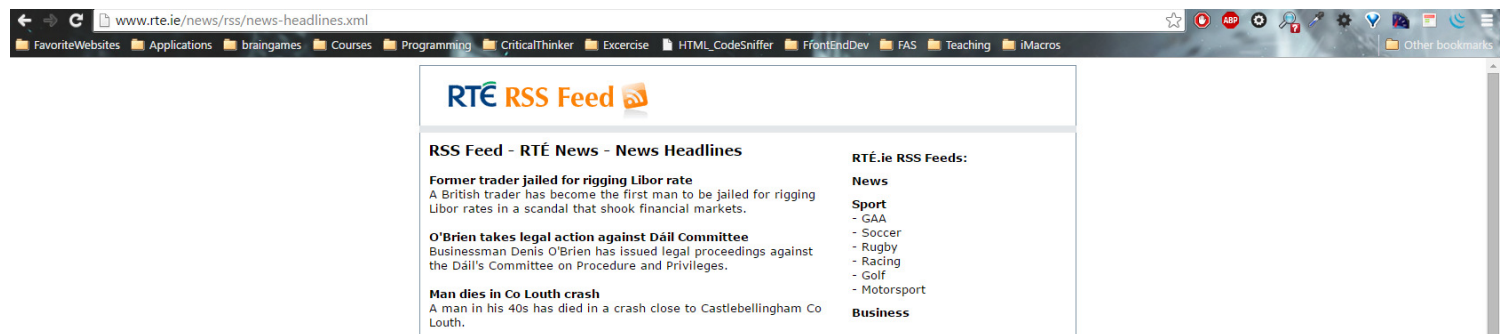 www.rte.ie/news/rss/news-headlines.xml
ABP
FavoriteWebsites Applications braingames Courses Programming CriticalThinker Excercise HTML_CodeSniffer FfontEndDev FAS Teaching iMacros Other bookmarks
RTÉ RSS Feed
RSS Feed - RTÉ News - News Headlines
Former trader jailed for rigging Libor rate
A British trader has become the first man to be jailed for rigging
Libor rates in a scandal that shook financial markets.
O'Brien takes legal action against Dáil Committee
Businessman Denis O'Brien has issued legal proceedings against
the Dáil's Committee on Procedure and Privileges.
Man dies in Co Louth crash
A man in his 40s has died in a crash close to Castlebellingham Co
Louth.
RTÉ.ie RSS Feeds:
News
Sport
- GAA
- Soccer
- Rugby
- Racing
- Golf
- Motorsport
Business